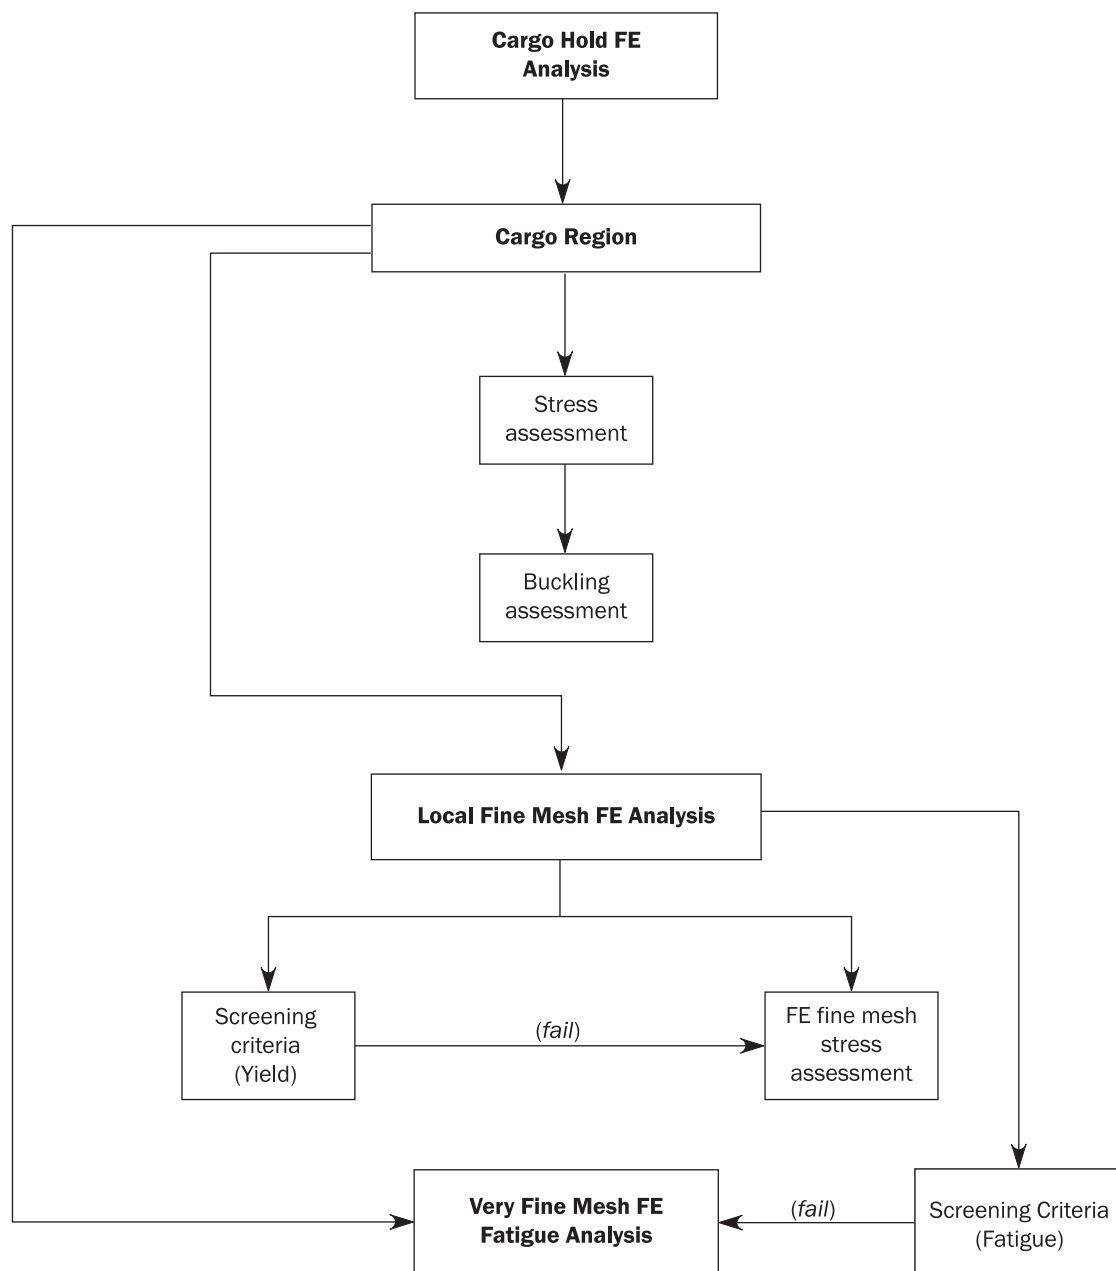 Cargo Hold FE
Analysis
Cargo Region
Stress
assessment
Buckling
assessment
Local Fine Mesh FE Analysis
Screening
criteria
(Yield)
(fail)
FE fine mesh
stress
assessment
Very Fine Mesh FE
Fatigue Analysis
(fail)
Screening Criteria
(Fatigue)